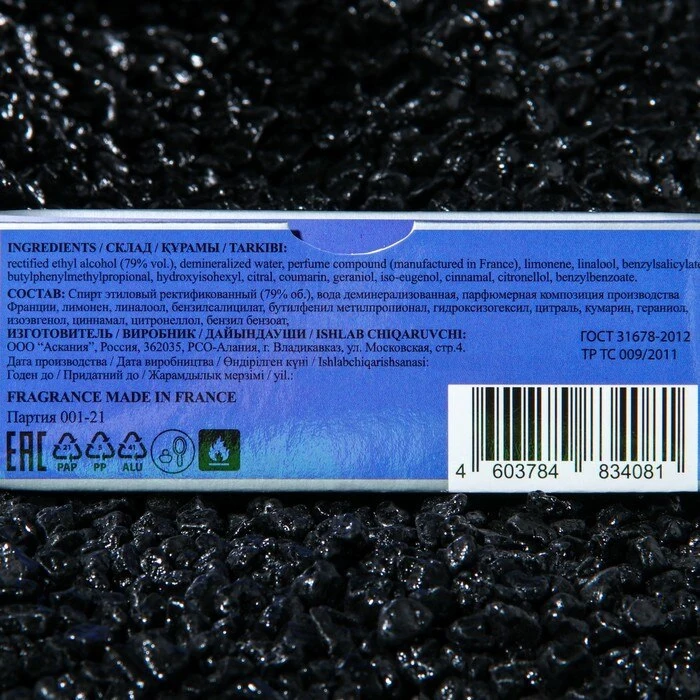 INGREDIENTS / СКЛАД / ҚҰРАМЫ / TARKIBI:
rectified ethyl alcohol (79% vol.), demineralized water, perfume compound (manufactured in France), limonene, linalool, benzylsalicylate
butylphenylmethylpropional, hydroxyisohexyl, citral, coumarin, geraniol, iso-eugenol, cinnamal, citronellol, benzylbenzoate.
СОСТАВ: Спирт этиловый ректификованный (79% об.), вода деминерализованная, парфюмерная композиция производства
Франции, лимонен, линалоол, бензилсалицилат, бутилфенил метилпропионал, гидроксизогексил, цитраль, кумарин, гераниол,
изоэвгенол, циннамал, цитронеллол, бензил бензоат,
ИЗГОТОВИТЕЛЬ / ВИРОБНИК / ДАЙЫНДАУШИ / ISHLAB CHIQARUVCHI:
ООО "Аскания", Россия, 362035, РСО-Алания, г. Владикавказ, ул. Московская, стр.4.
Дата производства / Дата виробництва / Өндірілген күні / Ishlabchiqarishsanasi:
Годен до / Придатний до / Жарамдылық мерзімі / yil.:
ГОСТ 31678-2012
ТР ТС 009/2011
FRAGRANCE MADE IN FRANCE
Партия 001-21
EAC
PAP PP ALU
4 603784 834081